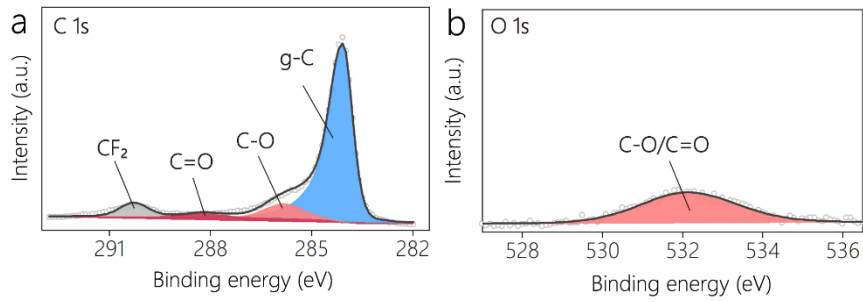 a
C 1s
g-C
CF₂
C=O
C-O
Intensity (a.u.)
291 288 284 282
Binding energy (eV)
b
O 1s
C-O/C=O
Intensity (a.u.)
528 530 532 534 536
Binding energy (eV)